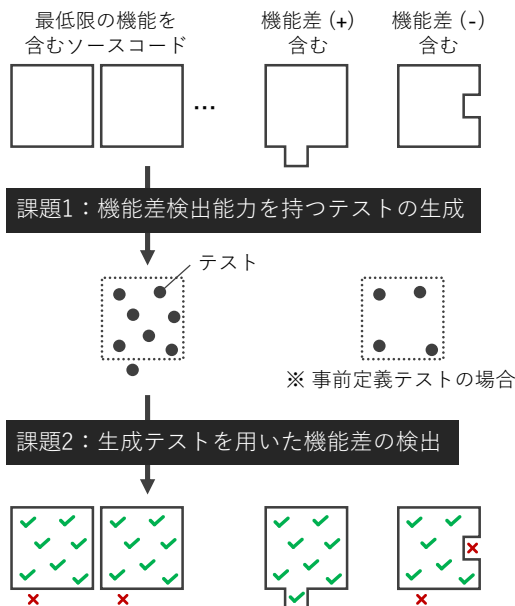 最低限の機能を
含むソースコード
機能差 (+)
含む
機能差 (-)
含む
...
課題1：機能差検出能力を持つテストの生成
テスト
※ 事前定義テストの場合
課題2：生成テストを用いた機能差の検出